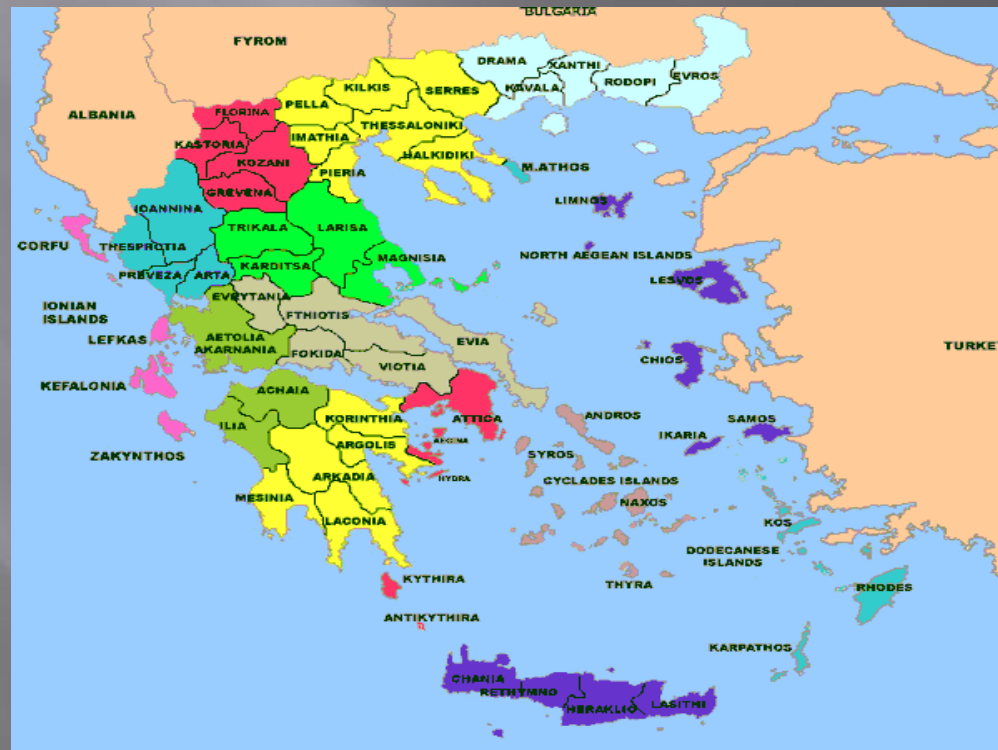 BULGARIA
FYROM
DRAMA
XANTHI
RODOPI
EVROS
KAVALA
ALBANIA
KILKIS
SERRES
PELLA
FLORINA
THESSALONIKI
IMATHIA
KASTORIA
KOZANI
HALKIDIKI
PIERIA
M.ATHOS
GREVENA
LIMNOS
IOANNINA
TRIKALA
LARISA
CORFU
THESPROTIA
MAGNISIA
NORTH AEGEAN ISLANDS
KARDITSA
PREVEZA
ARTA
LESVOS
EVRYTANIA
IONIAN
ISLANDS
FTHIOTIS
LEFKAS
AETOLIA
AKARNANIA
EVIA
TURKE
FOKIDA
CHIOS
VIOTIA
KEFALONIA
ACHAIA
ILIA
KORINTHIA
ATTICA
ANDROS
SAMOS
AEGINA
IKARIA
ARGOLIS
ZAKYNTHOS
SYROS
ARKADIA
HYDRA
CYCLADES ISLANDS
MESINIA
NAXOS
LACONIA
KOS
DODECANESE
ISLANDS
KYTHIRA
THYRA
RHODES
ANTIKYTHIRA
KARPATHOS
CHANIA
RETHYMNO
HERAKLIO
LASITHI